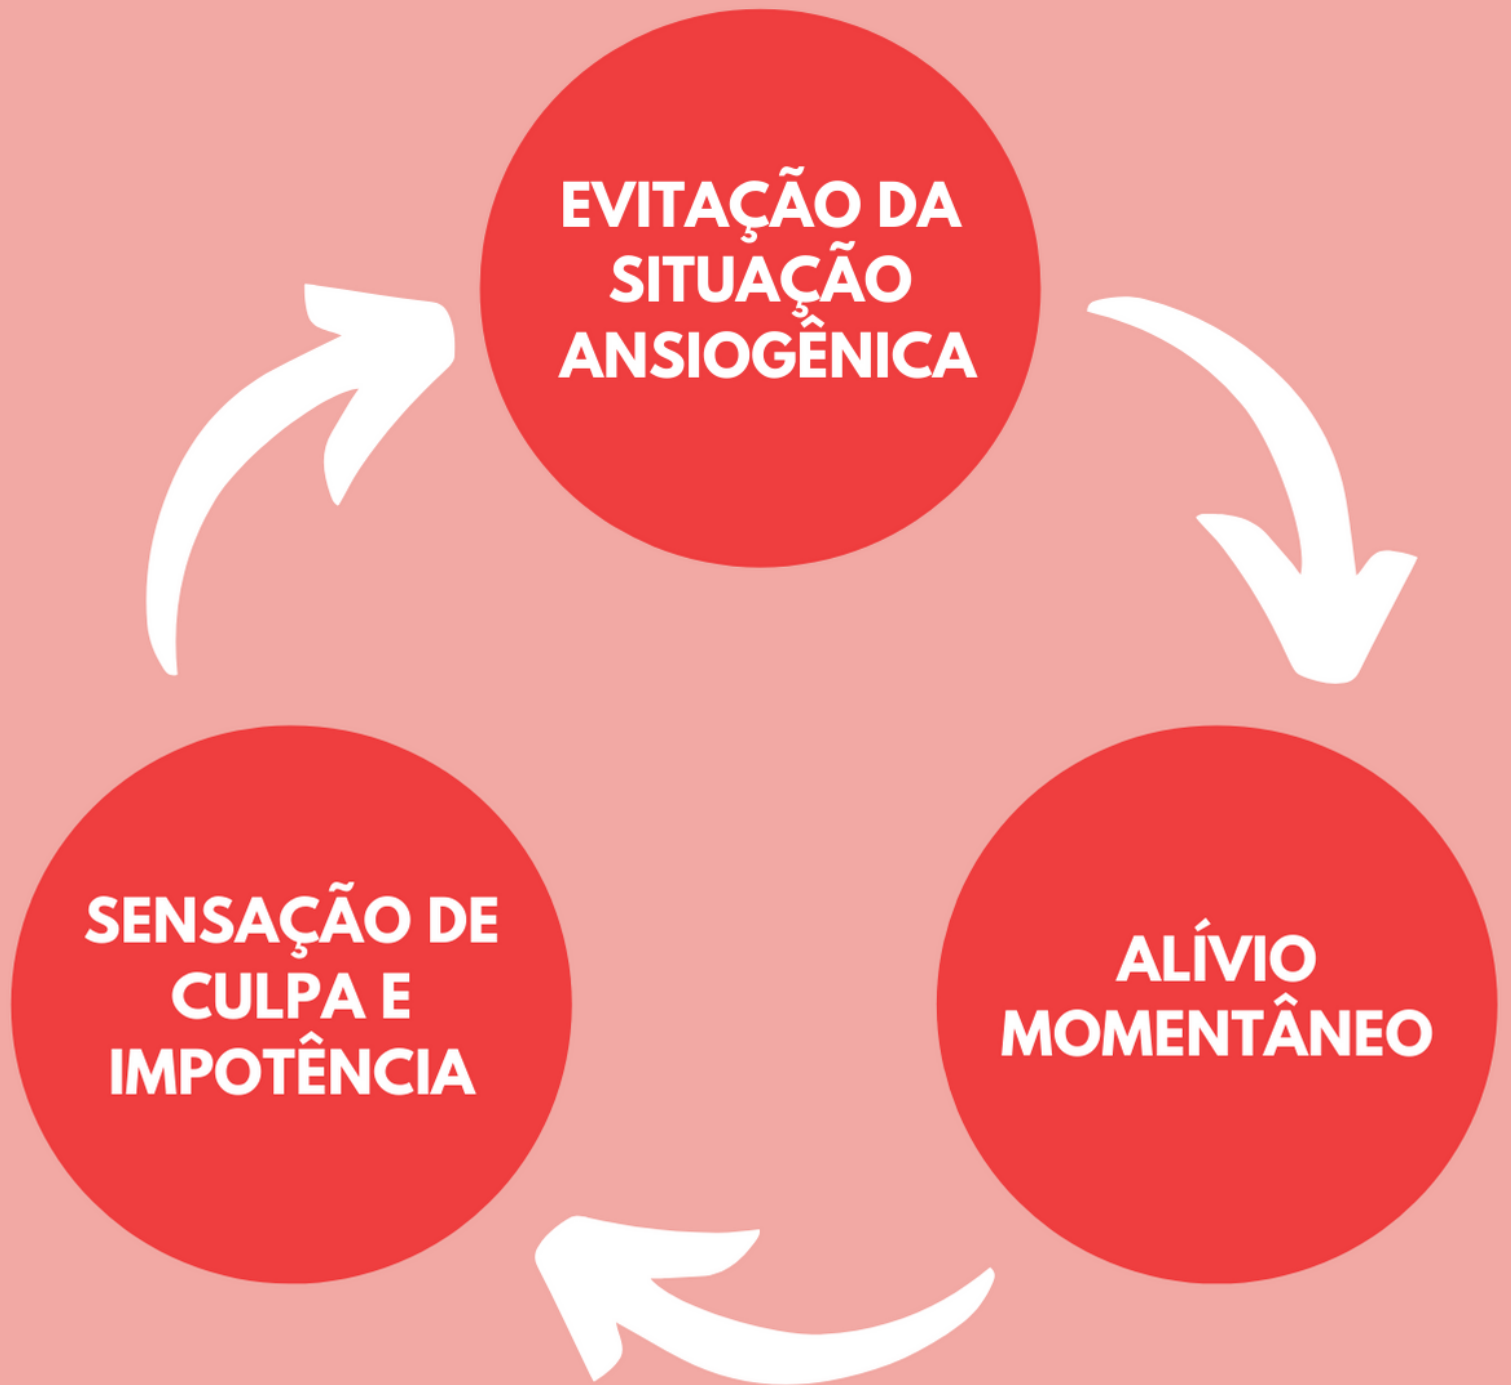 EVITAÇÃO DA
SITUAÇÃO
ANSIOGÊNICA
ALÍVIO
MOMENTÂNEO
SENSAÇÃO DE
CULPA E
IMPOTÊNCIA